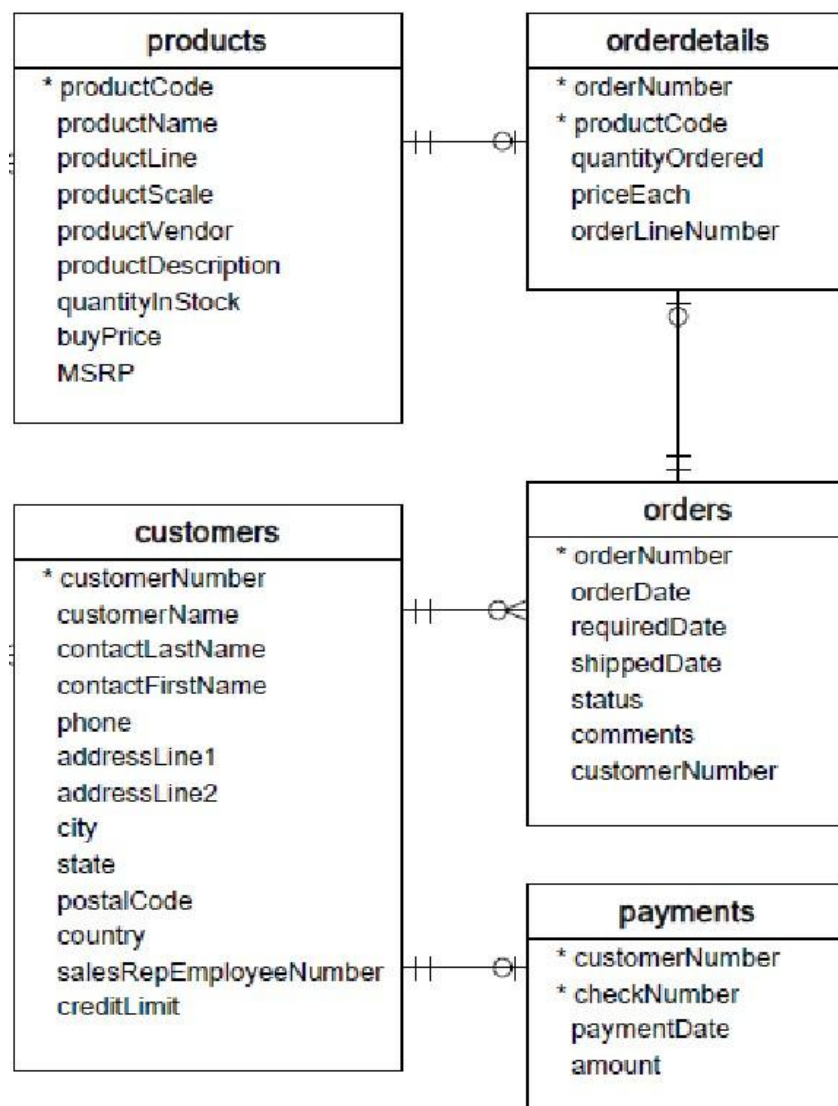 products
* productCode
productName
productLine
productScale
productVendor
productDescription
quantityInStock
buyPrice
MSRP
orderdetails
* orderNumber
* productCode
quantityOrdered
priceEach
orderLineNumber
customers
* customerNumber
customerName
contactLastName
contactFirstName
phone
addressLine1
addressLine2
city
state
postalCode
country
salesRepEmployeeNumber
creditLimit
orders
* orderNumber
orderDate
requiredDate
shippedDate
status
comments
customerNumber
payments
* customerNumber
* checkNumber
paymentDate
amount